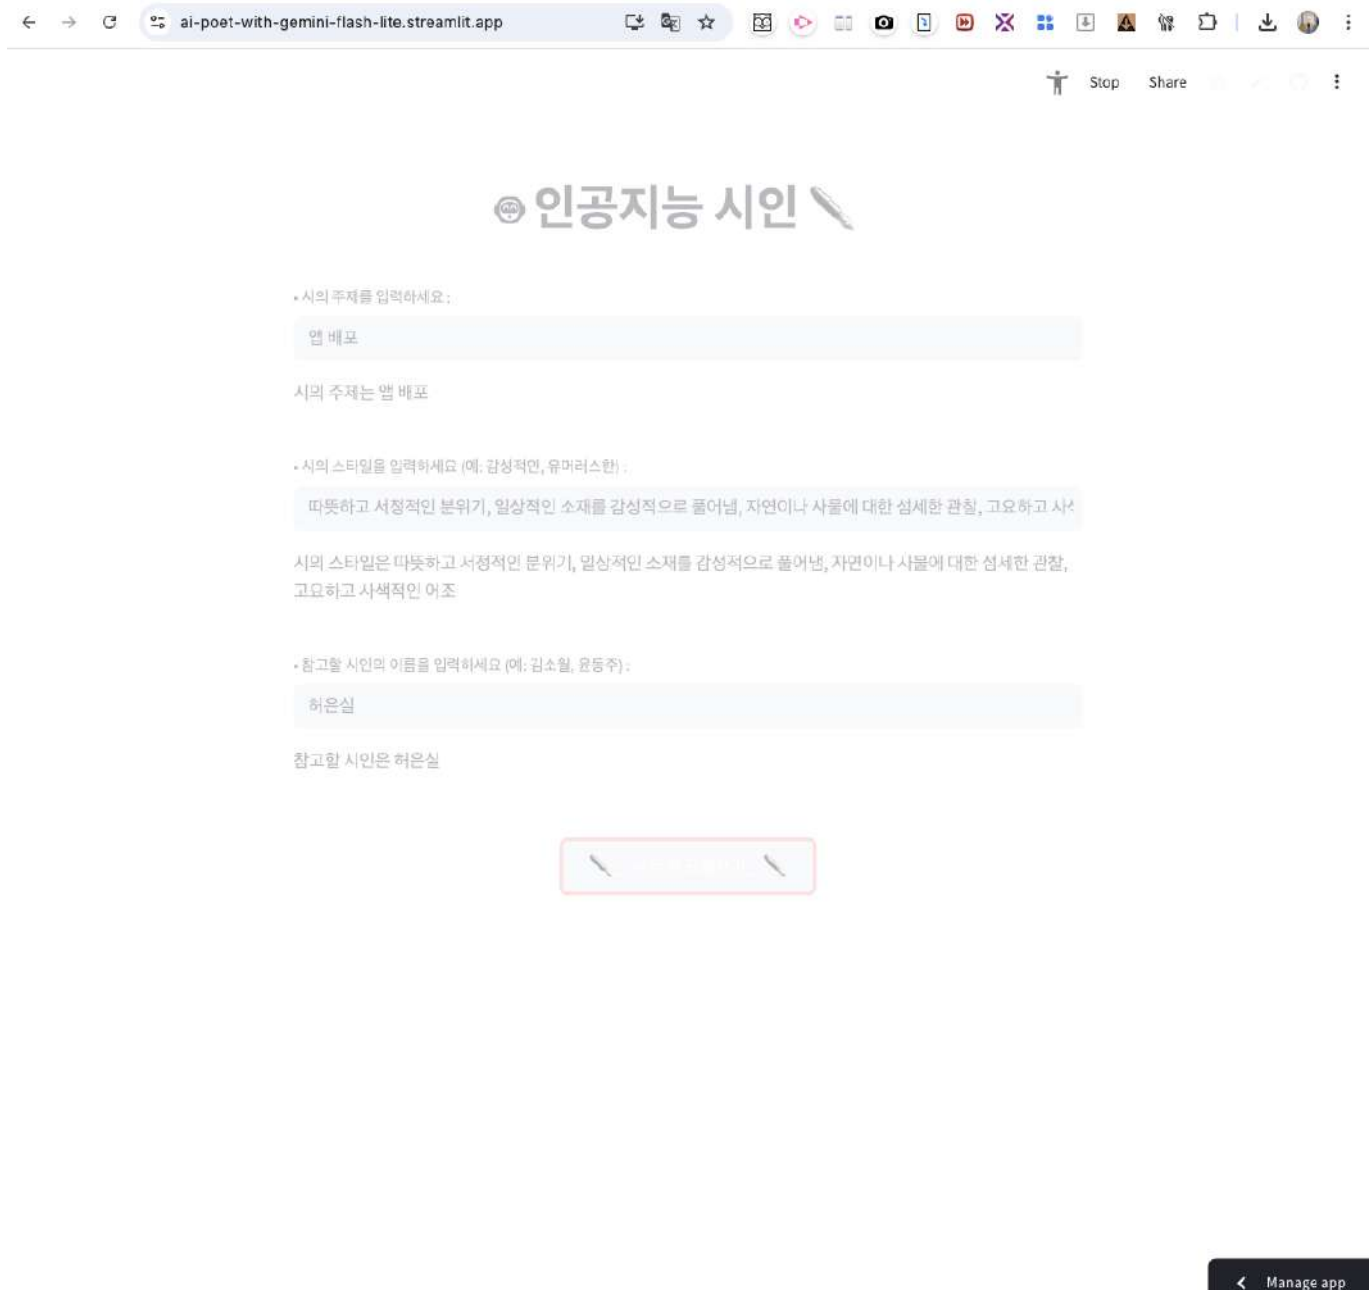 ai-poet-with-gemini-flash-lite.streamlit.app
Stop Share
인공지능 시인
• 시의 주제를 입력하세요 :
앱 배포
시의 주제는 앱 배포
• 시의 스타일을 입력하세요 (예: 감성적인, 유머러스한) :
따뜻하고 서정적인 분위기, 일상적인 소재를 감성적으로 풀어냄, 자연이나 사물에 대한 섬세한 관찰, 고요하고 사색
시의 스타일은 따뜻하고 서정적인 분위기, 일상적인 소재를 감성적으로 풀어냄, 자연이나 사물에 대한 섬세한 관찰,
고요하고 사색적인 어조
• 참고할 시인의 이름을 입력하세요 (예: 김소월, 윤동주) :
허은실
참고할 시인은 허은실
Manage app